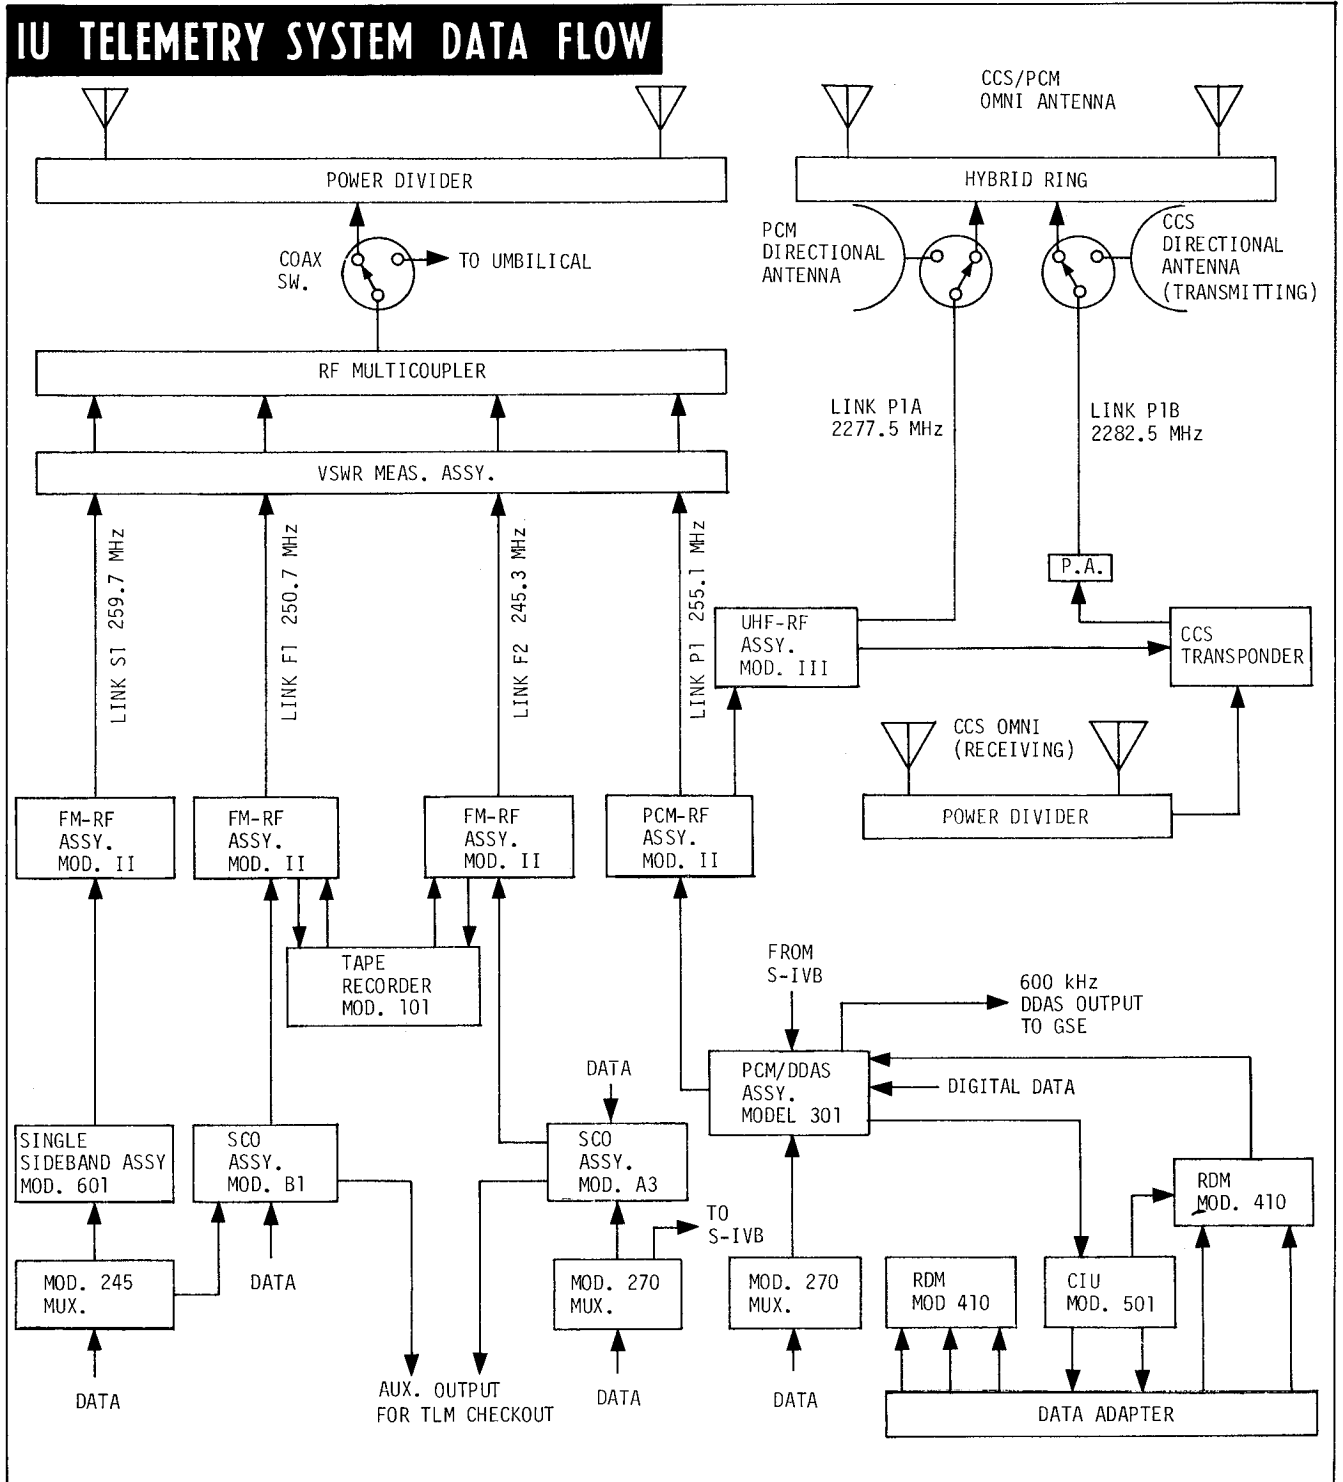 IU TELEMETRY SYSTEM DATA FLOW
CCS/PCM
OMNI ANTENNA
POWER DIVIDER
HYBRID RING
COAX
SW.
TO UMBILICAL
PCM
DIRECTIONAL
ANTENNA
CCS
DIRECTIONAL
ANTENNA
(TRANSMITTING)
RF MULTICOUPLER
LINK P1A
2277.5 MHz
LINK P1B
2282.5 MHz
VSWR MEAS. ASSY.
LINK S1 259.7 MHz
LINK F1 250.7 MHz
LINK F2 245.3 MHz
LINK P1 255.1 MHz
P.A.
UHF-RF
ASSY.
MOD. III
CCS
TRANSPONDER
CCS OMNI
(RECEIVING)
POWER DIVIDER
FM-RF
ASSY.
MOD. II
FM-RF
ASSY.
MOD. II
FM-RF
ASSY.
MOD. II
PCM-RF
ASSY.
MOD. II
TAPE
RECORDER
MOD. 101
FROM
S-IVB
600 kHz
DDAS OUTPUT
TO GSE
DATA
PCM/DDAS
ASSY.
MODEL 301
DIGITAL DATA
SINGLE
SIDEBAND ASSY
MOD. 601
SCO
ASSY.
MOD. B1
SCO
ASSY.
MOD. A3
RDM
MOD. 410
TO
S-IVB
MOD. 245
MUX.
DATA
MOD. 270
MUX.
MOD. 270
MUX.
RDM
MOD 410
CIU
MOD. 501
DATA
AUX. OUTPUT
FOR TLM CHECKOUT
DATA
DATA
DATA ADAPTER